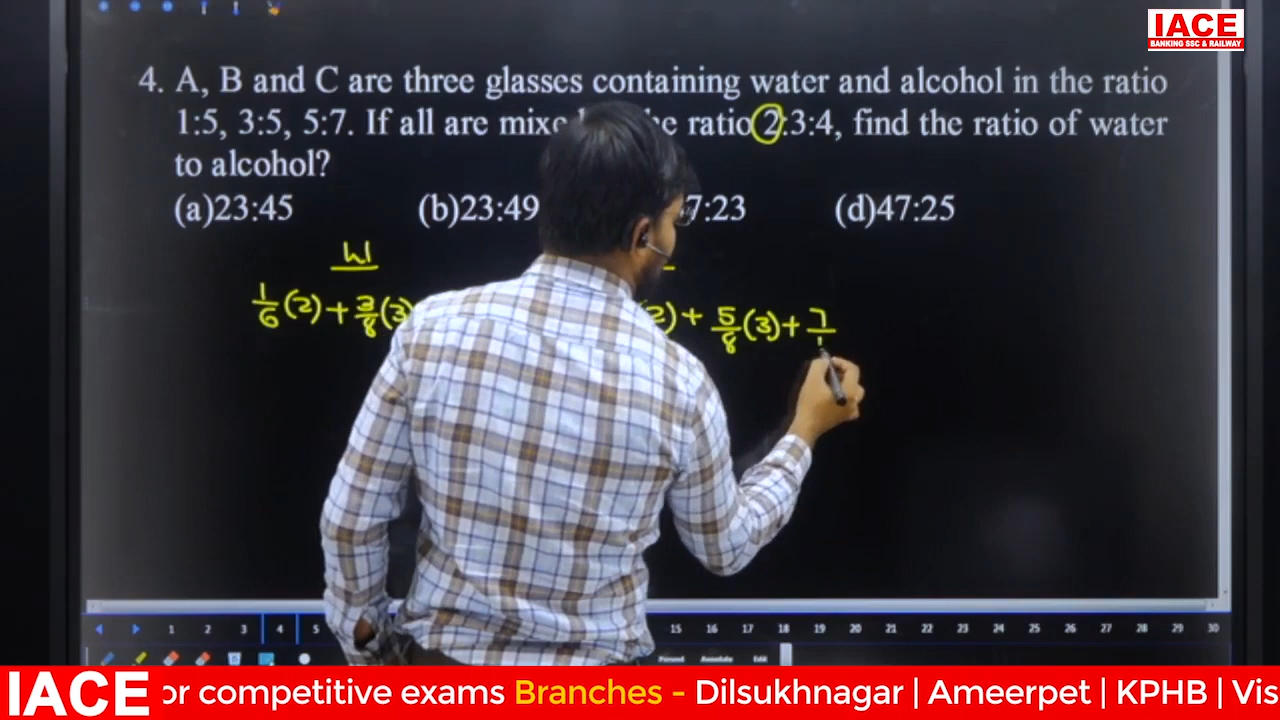 IACE
BANKING SSC & RAILWAY
4. A, B and C are three glasses containing water and alcohol in the ratio
1:5, 3:5, 5:7. If all are ratio 2:3:4, find the ratio of water
to alcohol?
(a)23:45 (b)23:49 7:23 (d)47:25
1/6(2)+3/8(3 2)+5/8(3)+7
1 2 3 4 5 15 16 17 18 19 20 21 22 23 24 25 26 27 28 29 30
IACE or competitive exams Branches - Dilsukhnagar | Ameerpet | KPHB | Vis